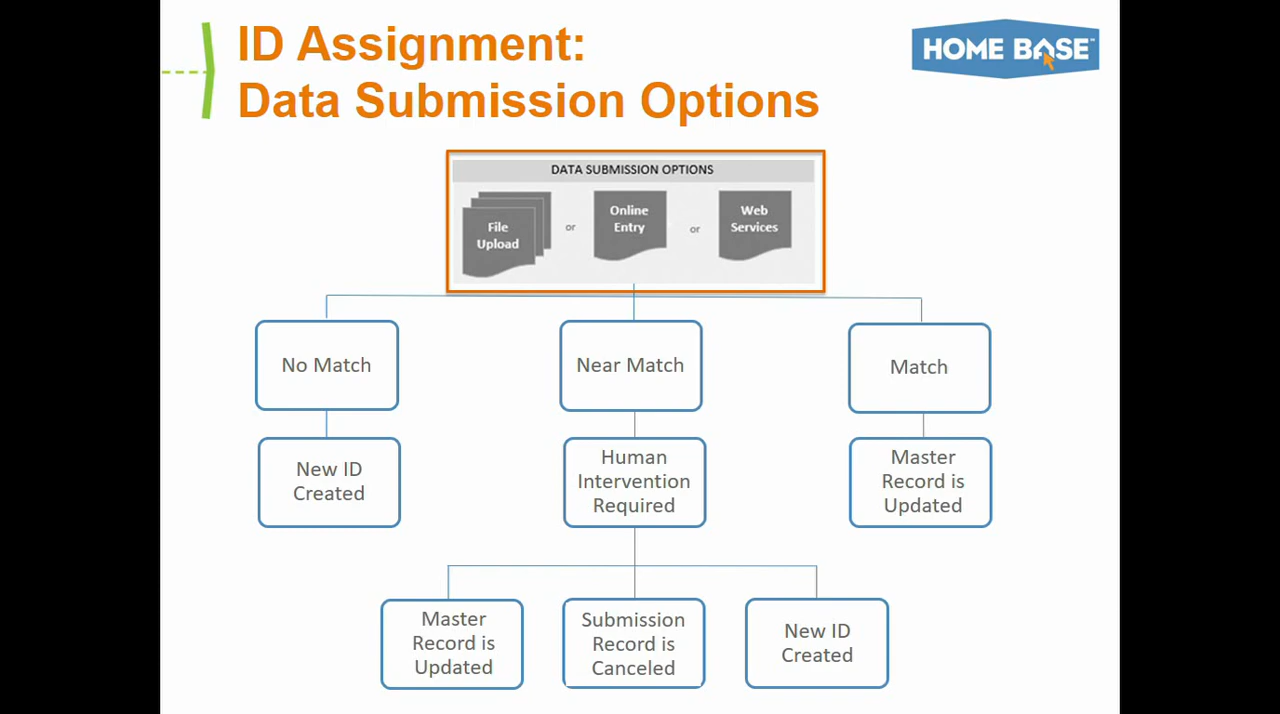 ID Assignment:
Data Submission Options
HOME BASE™
DATA SUBMISSION OPTIONS
File
Upload
or
Online
Entry
or
Web
Services
No Match
Near Match
Match
New ID
Created
Human
Intervention
Required
Master
Record is
Updated
Master
Record is
Updated
Submission
Record is
Canceled
New ID
Created